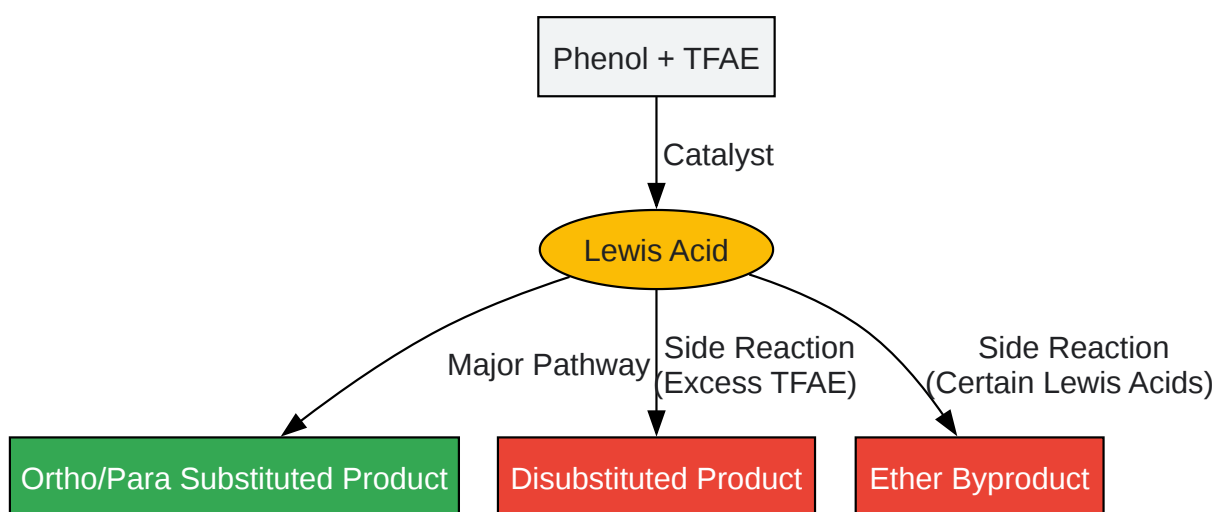 Phenol + TFAE
Catalyst
Lewis Acid
Major Pathway
Side Reaction
(Excess TFAE)
Side Reaction
(Certain Lewis Acids)
Ortho/Para Substituted Product
Disubstituted Product
Ether Byproduct